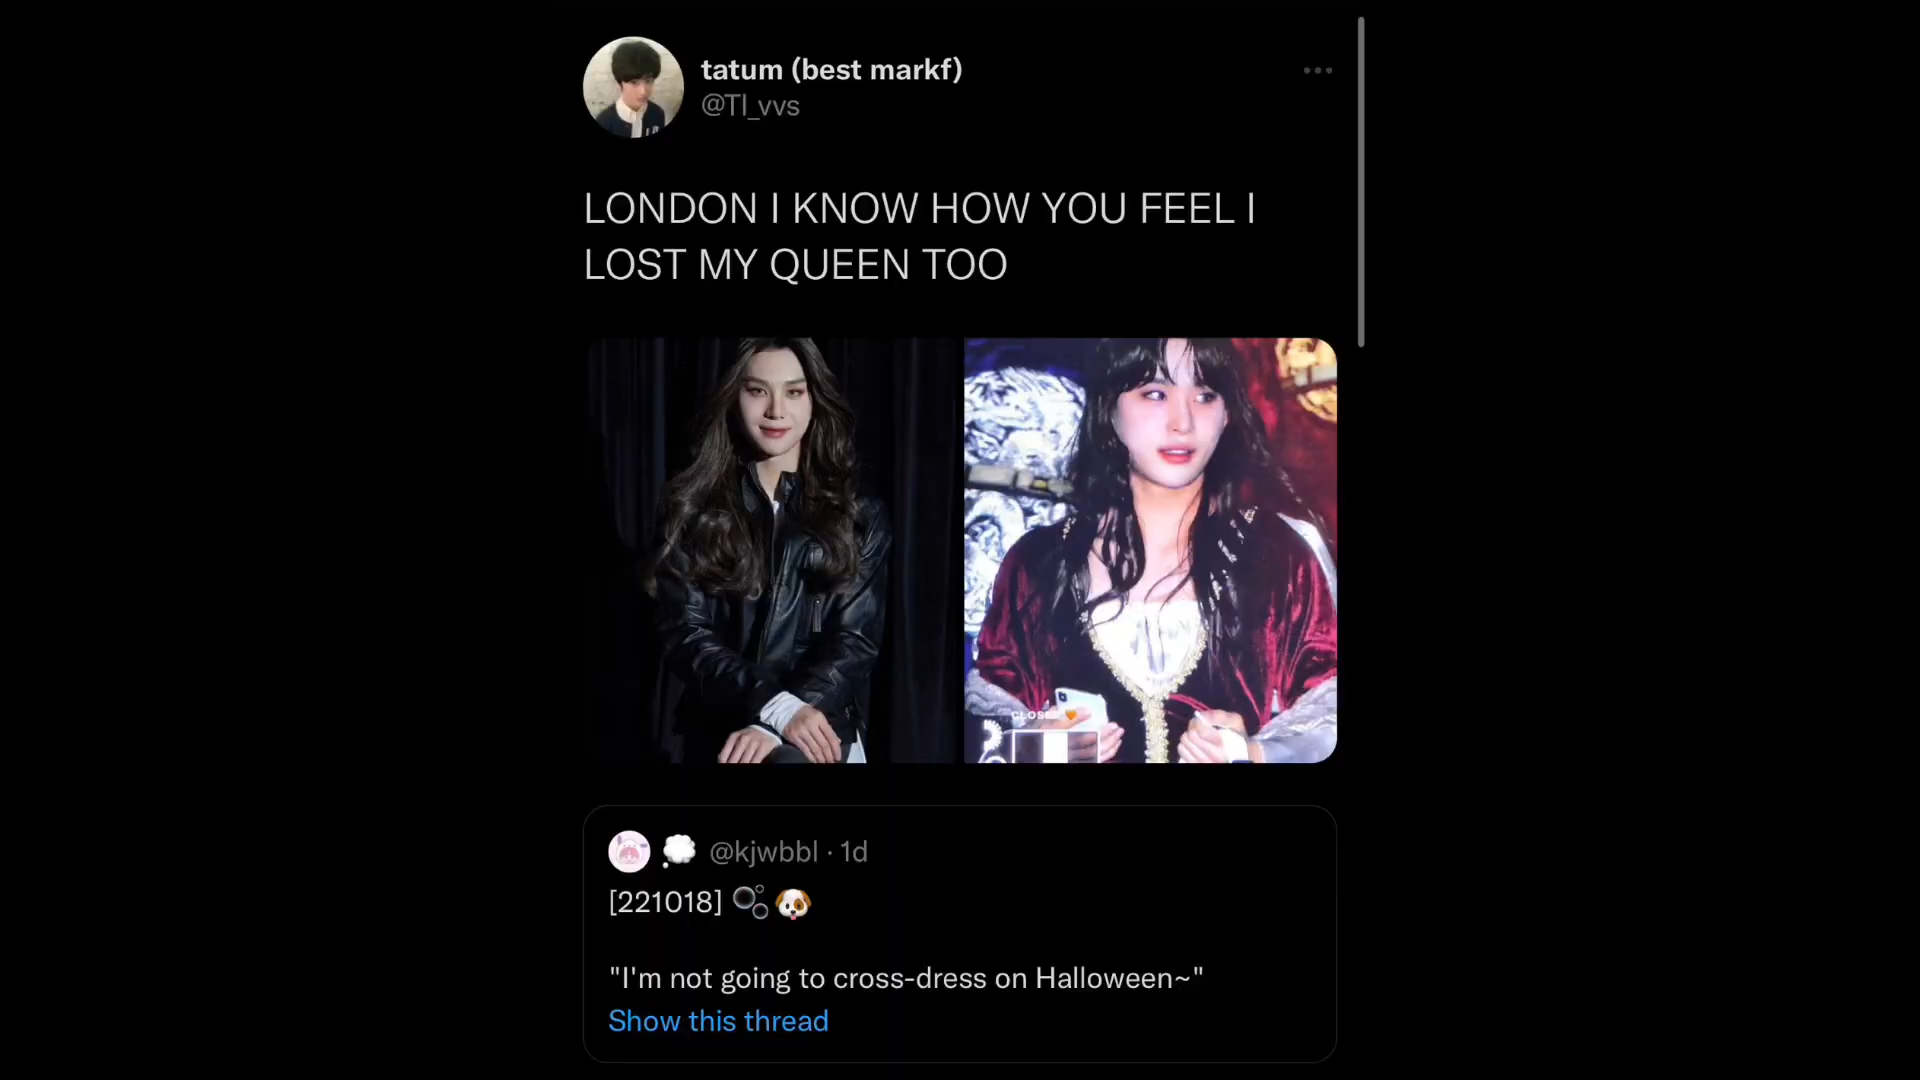 tatum (best markf)
@Tl_vvs
LONDON I KNOW HOW YOU FEEL I
LOST MY QUEEN TOO
@kjwbbl · 1d
[221018]
"I'm not going to cross-dress on Halloween~"
Show this thread